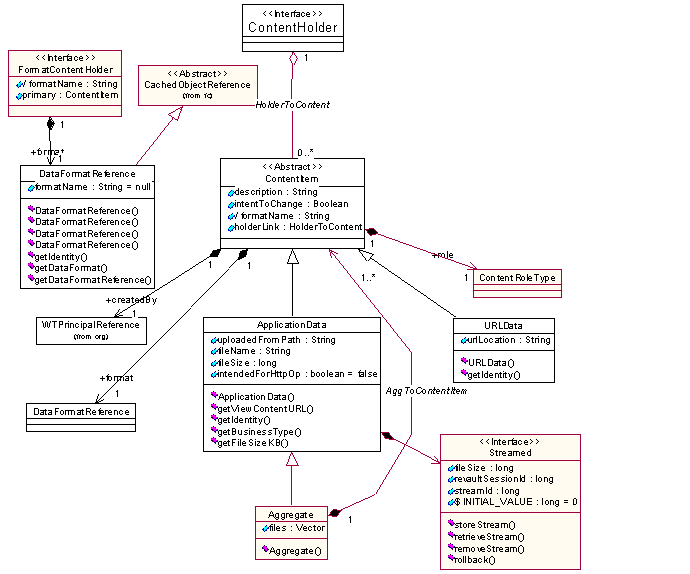 <<Interface>>
ContentHolder
1
HolderToContent
0..*
<<Interface>>
FormatContentHolder
/ formatName : String
primary : ContentItem
1
+format
1
<<Abstract>>
CachedObjectReference
(from fc)
DataFormatReference
formatName : String = null
DataFormatReference()
DataFormatReference()
DataFormatReference()
DataFormatReference()
getIdentity()
getDataFormat()
getDataFormatReference()
<<Abstract>>
ContentItem
description : String
intentToChange : Boolean
/ formatName : String
holderLink : HolderToContent
1
+role
1
ContentRoleType
1
1
1..*
+createdBy
1
WTPrincipalReference
(from org)
+format
1
DataFormatReference
ApplicationData
uploadedFromPath : String
fileName : String
fileSize : long
intendedForHttpOp : boolean = false
ApplicationData()
getViewContentURL()
getIdentity()
getBusinessType()
getFileSizeKB()
URLData
urlLocation : String
URLData()
getIdentity()
AggToContentItem
<<Interface>>
Streamed
fileSize : long
revaultSessionId : long
streamId : long
$ INITIAL_VALUE : long = 0
storeStream()
retrieveStream()
removeStream()
rollback()
Aggregate
files : Vector
Aggregate()
1